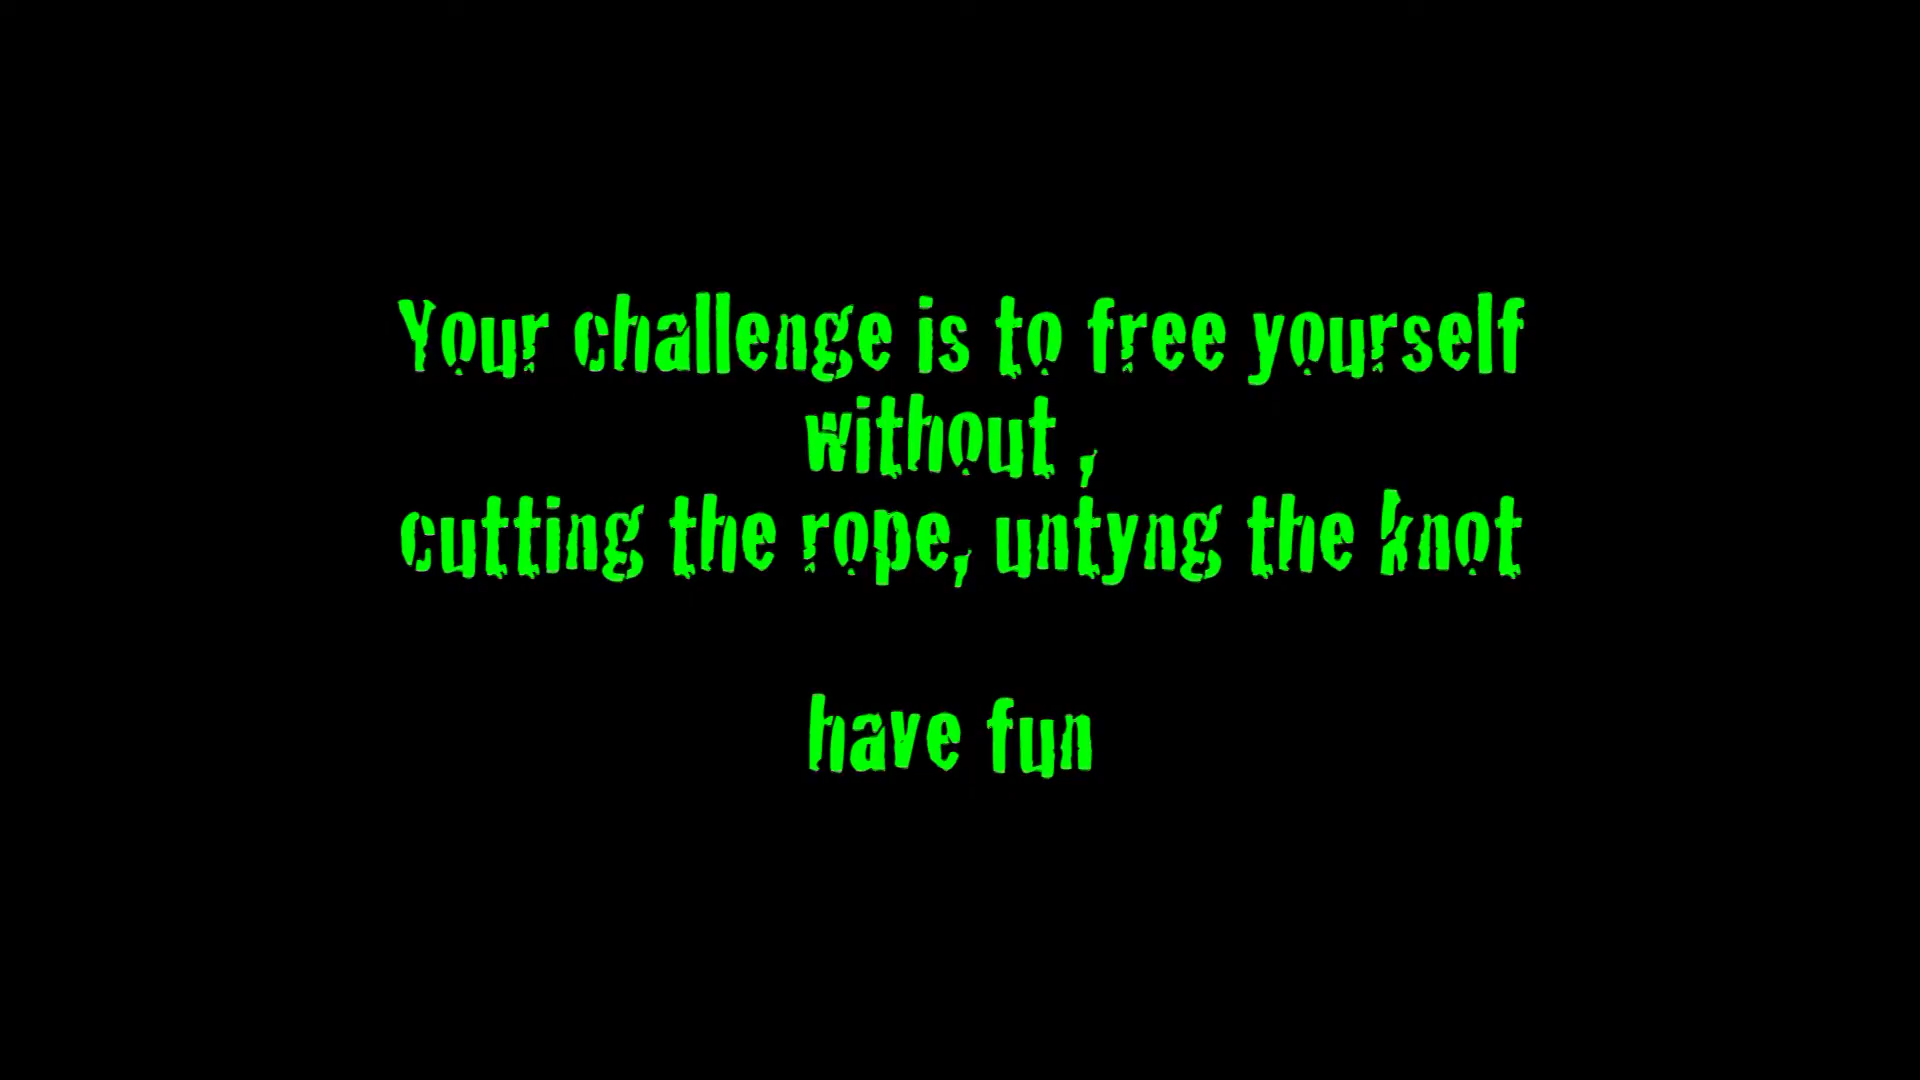 Your challenge is to free yourself
without ,
cutting the rope, untyng the knot
have fun